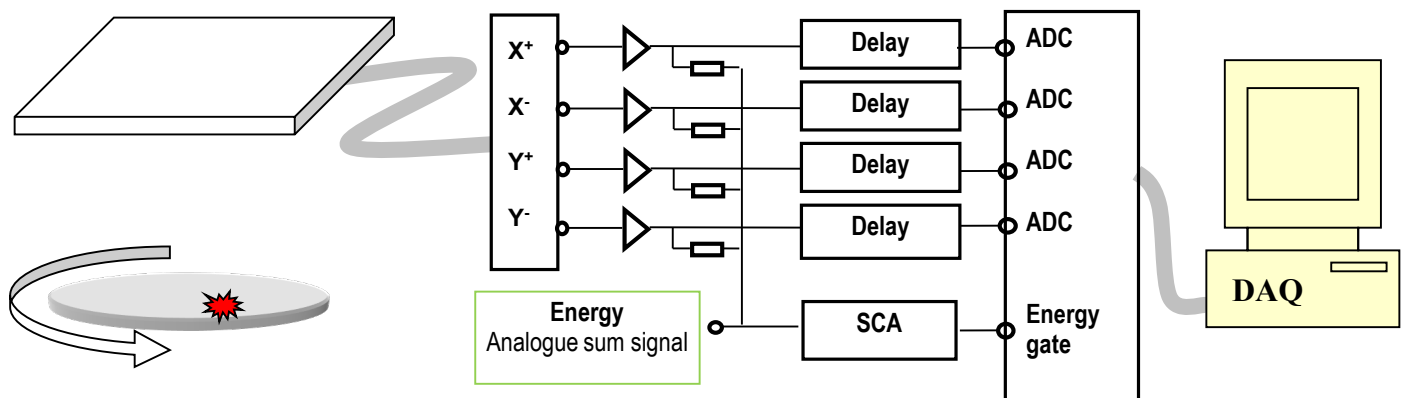 X⁺
X⁻
Y⁺
Y⁻
Delay
Delay
Delay
Delay
ADC
ADC
ADC
ADC
Energy
Analogue sum signal
SCA
Energy
gate
DAQ